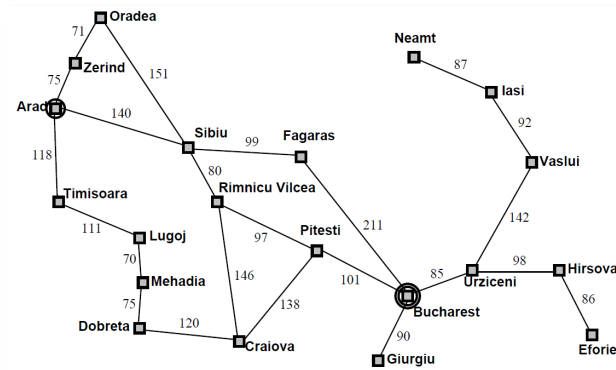 Oradea
71
Neamt
Zerind
87
151
75
Iasi
Arad
140
92
Sibiu
Fagaras
99
118
Vaslui
80
Rimnicu Vilcea
Timisoara
142
111
211
Lugoj
97
Pitesti
70
98
Hirsova
146
101
85
Mehadia
138
Urziceni
86
75
Bucharest
Dobreta
120
90
Eforie
Craiova
Giurgiu